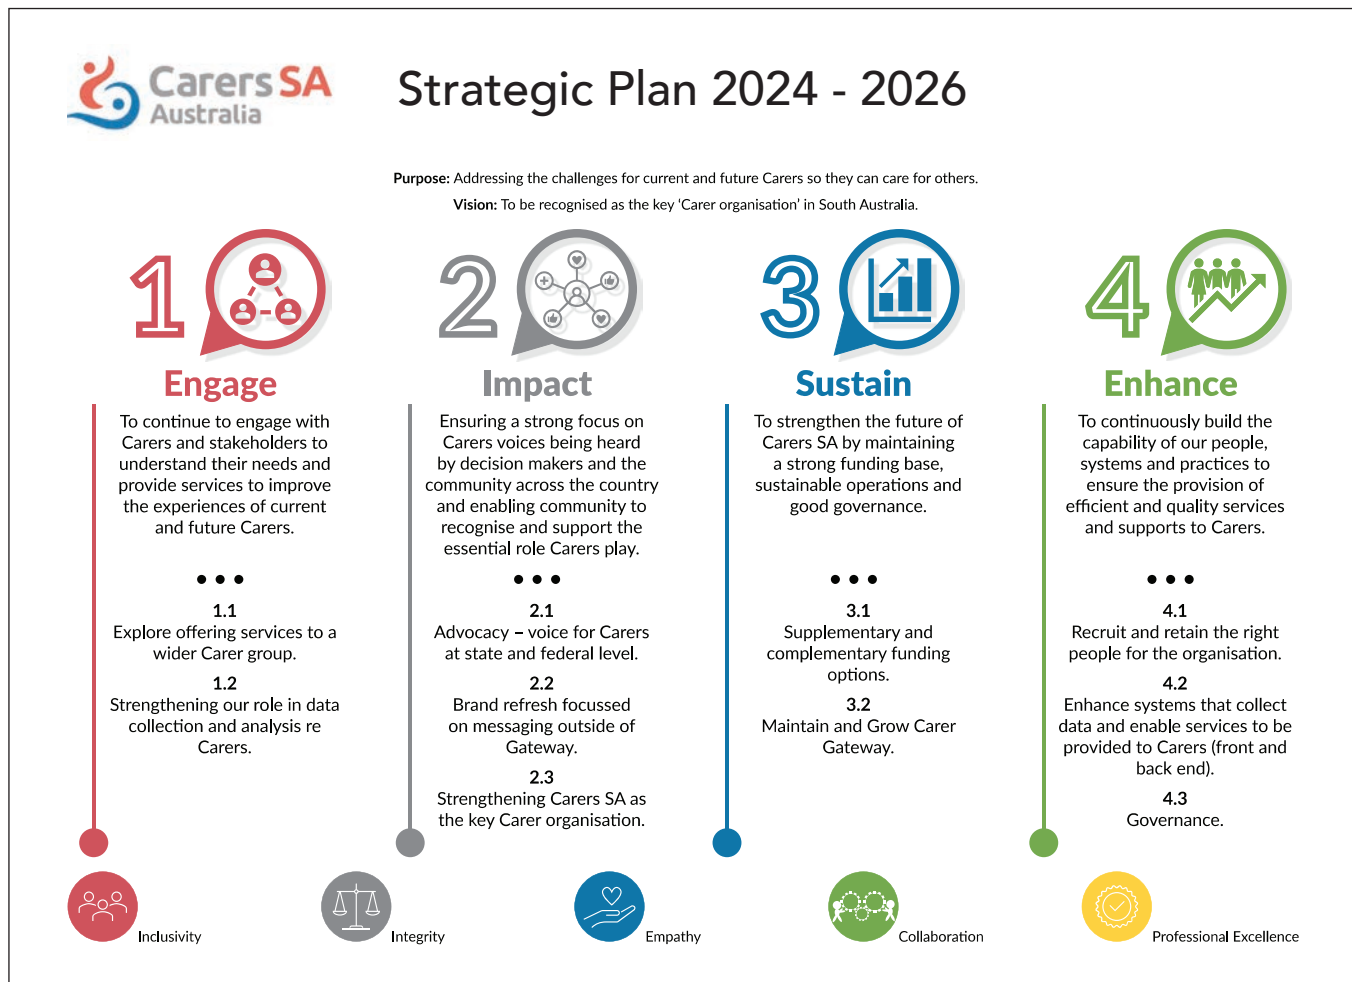 Carers SA
Australia
Strategic Plan 2024 - 2026
Purpose: Addressing the challenges for current and future Carers so they can care for others.
Vision: To be recognised as the key ‘Carer organisation’ in South Australia.
1
Engage
To continue to engage with
Carers and stakeholders to
understand their needs and
provide services to improve
the experiences of current
and future Carers.
• • •
1.1
Explore offering services to a
wider Carer group.
1.2
Strengthening our role in data
collection and analysis re
Carers.
2
Impact
Ensuring a strong focus on
Carers voices being heard
by decision makers and the
community across the country
and enabling community to
recognise and support the
essential role Carers play.
• • •
2.1
Advocacy – voice for Carers
at state and federal level.
2.2
Brand refresh focussed
on messaging outside of
Gateway.
2.3
Strengthening Carers SA as
the key Carer organisation.
3
Sustain
To strengthen the future of
Carers SA by maintaining
a strong funding base,
sustainable operations and
good governance.
• • •
3.1
Supplementary and
complementary funding
options.
3.2
Maintain and Grow Carer
Gateway.
4
Enhance
To continuously build the
capability of our people,
systems and practices to
ensure the provision of
efficient and quality services
and supports to Carers.
• • •
4.1
Recruit and retain the right
people for the organisation.
4.2
Enhance systems that collect
data and enable services to be
provided to Carers (front and
back end).
4.3
Governance.
Inclusivity
Integrity
Empathy
Collaboration
Professional Excellence